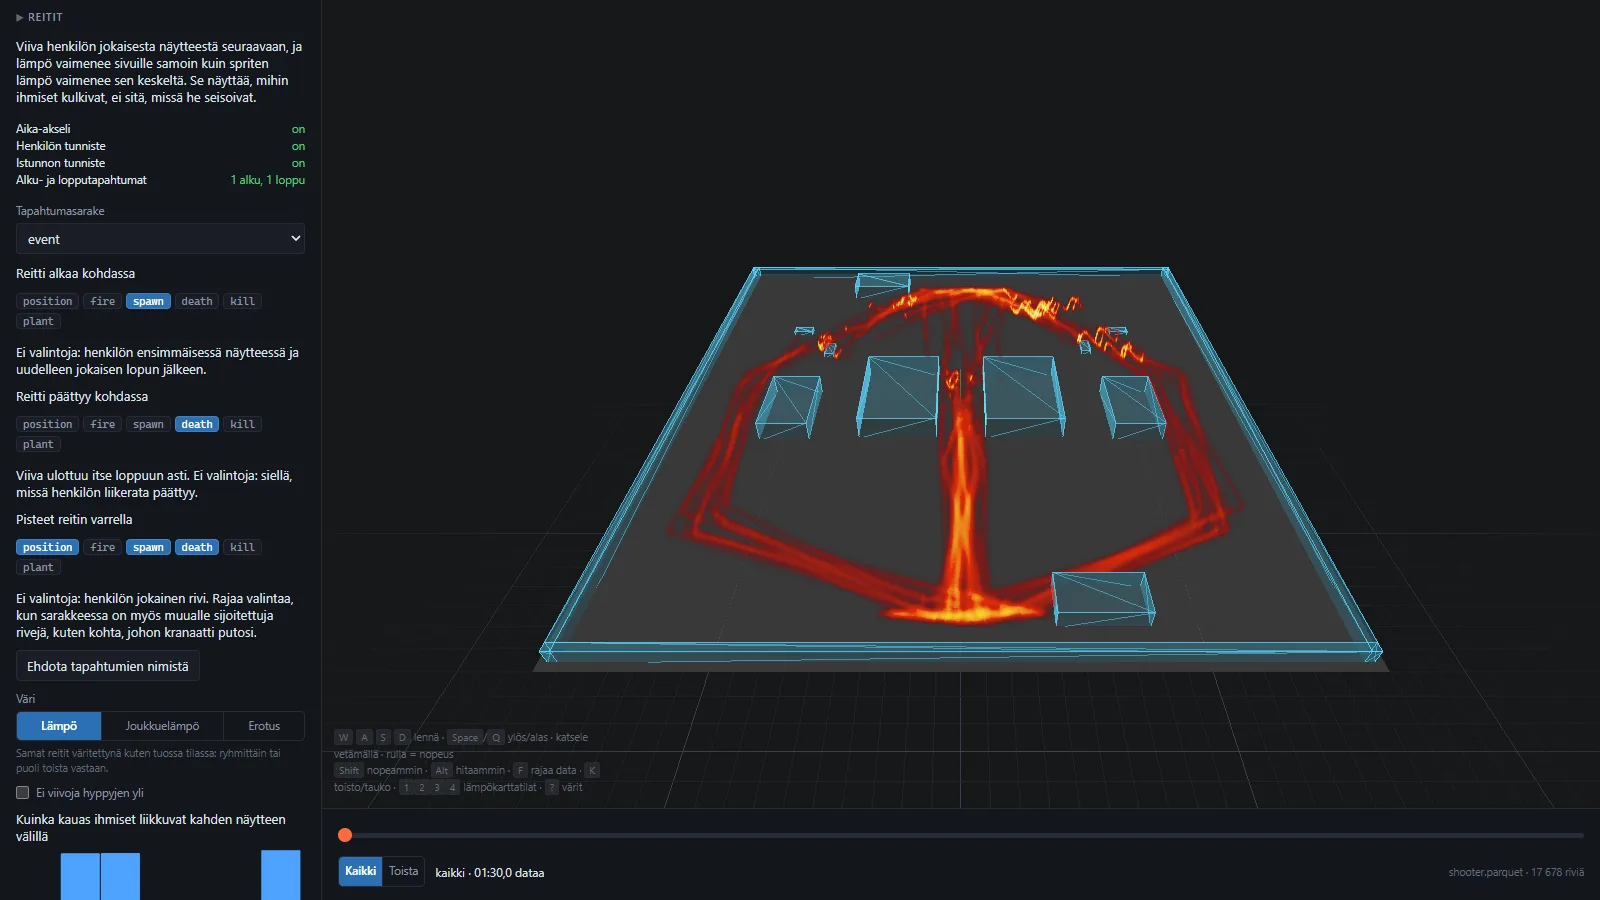 ▶ REITIT
Viiva henkilön jokaisesta näytteestä seuraavaan, ja
lämpö vaimenee sivuille samoin kuin spriten
lämpö vaimenee sen keskeltä. Se näyttää, mihin
ihmiset kulkivat, ei sitä, missä he seisoivat.
Aika-akseli on
Henkilön tunniste on
Istunnon tunniste on
Alku- ja lopputapahtumat 1 alku, 1 loppu
Tapahtumasarake
event
Reitti alkaa kohdassa
position fire spawn death kill
plant
Ei valintoja: henkilön ensimmäisessä näytteessä ja
uudelleen jokaisen lopun jälkeen.
Reitti päättyy kohdassa
position fire spawn death kill
plant
Viiva ulottuu itse loppuun asti. Ei valintoja: siellä,
missä henkilön liikerata päättyy.
Pisteet reitin varrella
position fire spawn death kill
plant
Ei valintoja: henkilön jokainen rivi. Rajaa valintaa,
kun sarakkeessa on myös muualle sijoitettuja
rivejä, kuten kohta, johon kranaatti putosi.
Ehdota tapahtumien nimistä
Väri
Lämpö Joukkuelämpö Erotus
Samat reitit väritettynä kuten tuossa tilassa: ryhmittäin tai
puoli toista vastaan.
Ei viivoja hyppyjen yli
Kuinka kauas ihmiset liikkuvat kahden näytteen
välillä
W A S D lennä · Space / Q ylös/alas · katsele
vetämällä · rulla = nopeus
Shift nopeammin · Alt hitaammin · F rajaa data · K
toisto/tauko · 1 2 3 4 lämpökarttatilat · ? värit
Kaikki Toista kaikki · 01:30,0 dataa
shooter.parquet · 17 678 riviä